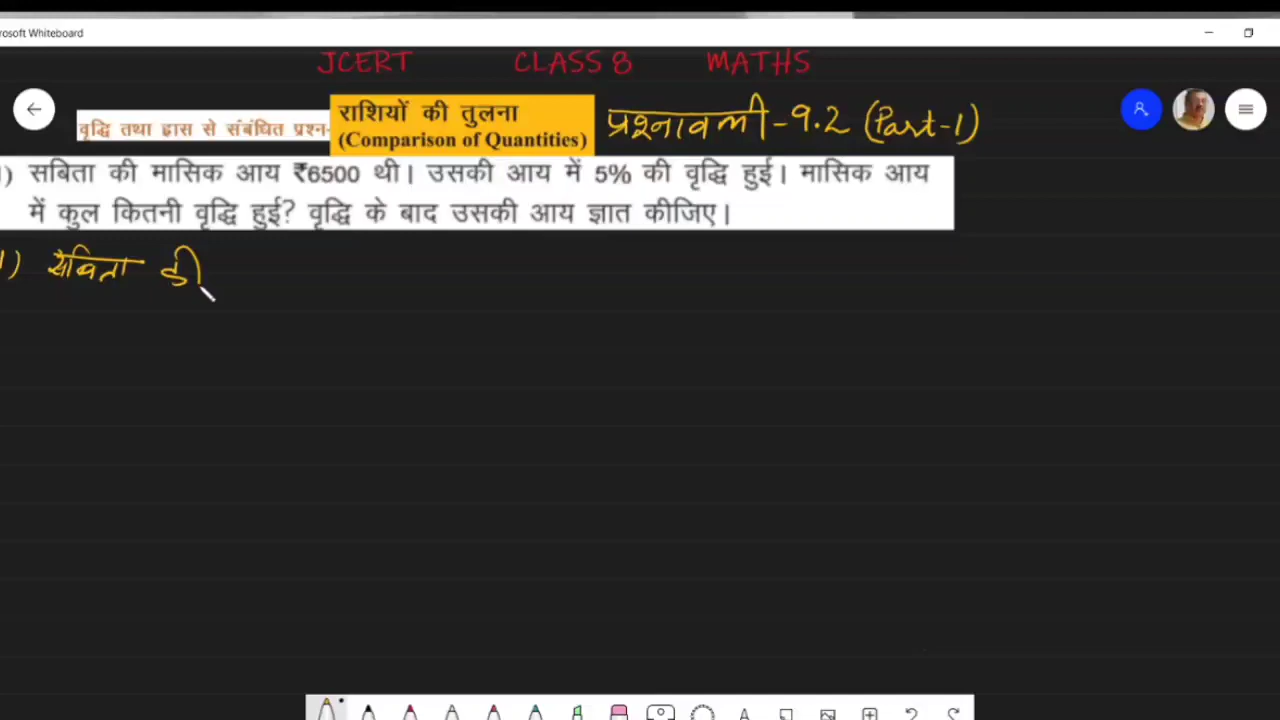 rosoft Whiteboard
JCERT CLASS 8 MATHS
वृद्धि तथा ह्रास से संबंधित प्रश्न-
राशियों की तुलना
(Comparison of Quantities)
प्रश्नावली-9.2 (Part-1)
) सबिता की मासिक आय ₹6500 थी। उसकी आय में 5% की वृद्धि हुई। मासिक आय
में कुल कितनी वृद्धि हुई? वृद्धि के बाद उसकी आय ज्ञात कीजिए।
1) सबिता की